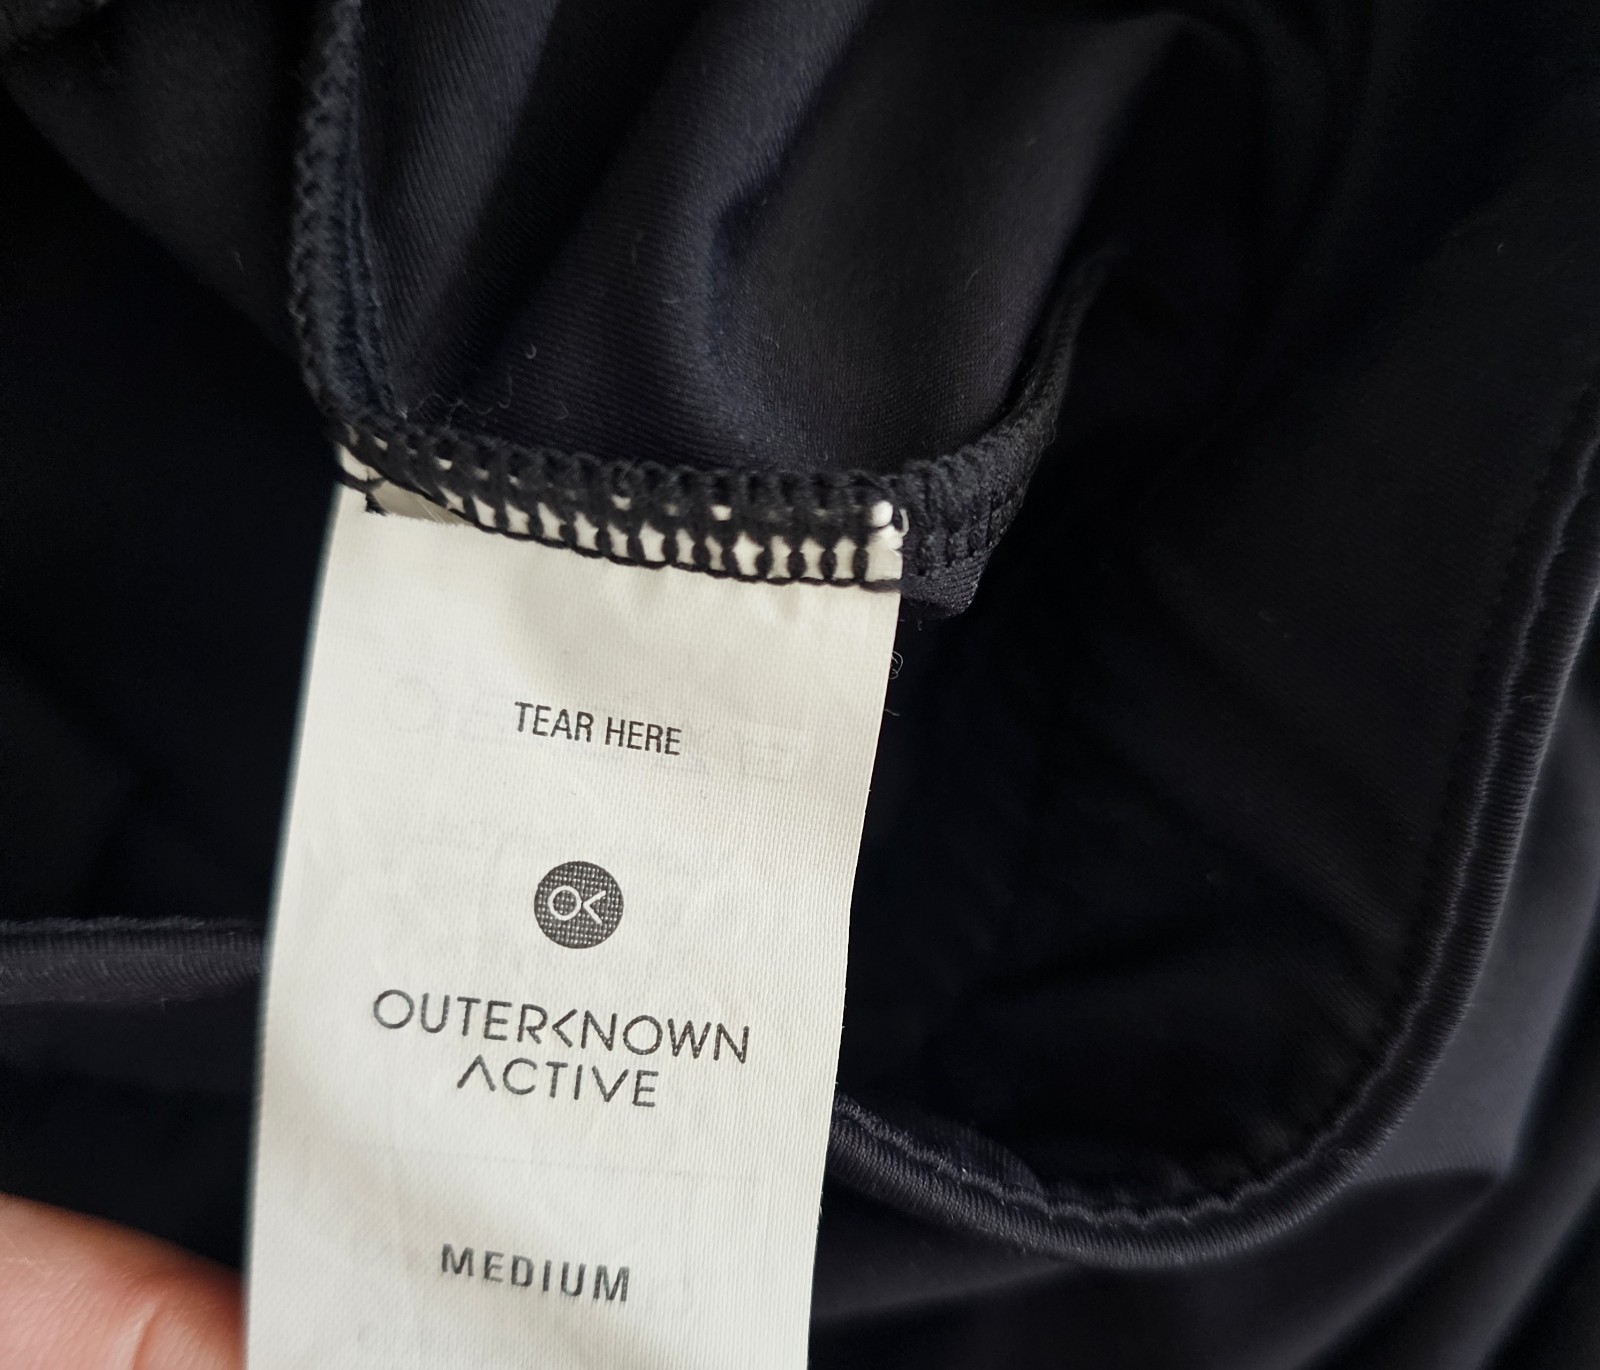 TEAR HERE
OK
OUTERKNOWN
ACTIVE
MEDIUM